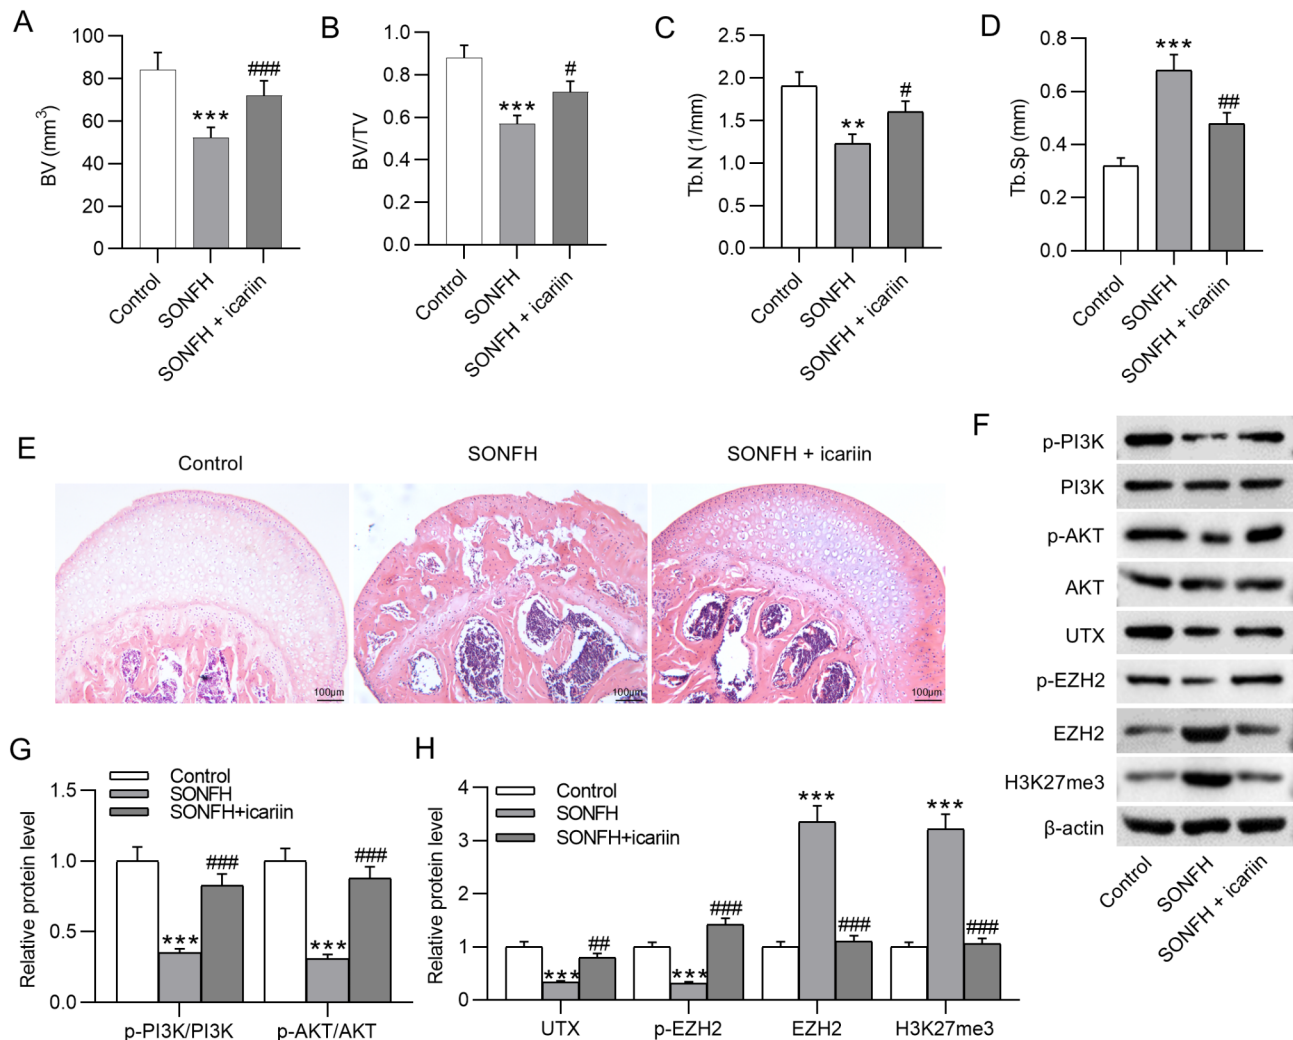 A
BV (mm³)
100
80
60
40
20
0
***
###
Control
SONFH
SONFH + icariin
B
BV/TV
1.0
0.8
0.6
0.4
0.2
0.0
***
#
Control
SONFH
SONFH + icariin
C
Tb.N (1/mm)
2.5
2.0
1.5
1.0
0.5
0.0
**
#
Control
SONFH
SONFH + icariin
D
Tb.Sp (mm)
0.8
0.6
0.4
0.2
0.0
***
##
Control
SONFH
SONFH + icariin
E
Control
SONFH
SONFH + icariin
100μm
100μm
100μm
F
p-PI3K
PI3K
p-AKT
AKT
UTX
p-EZH2
EZH2
H3K27me3
β-actin
Control
SONFH
SONFH + icariin
G
Control
SONFH
SONFH+icariin
Relative protein level
1.5
1.0
0.5
0.0
***
###
***
###
p-PI3K/PI3K
p-AKT/AKT
H
Control
SONFH
SONFH+icariin
Relative protein level
4
3
2
1
0
***
##
***
###
***
###
***
###
UTX
p-EZH2
EZH2
H3K27me3